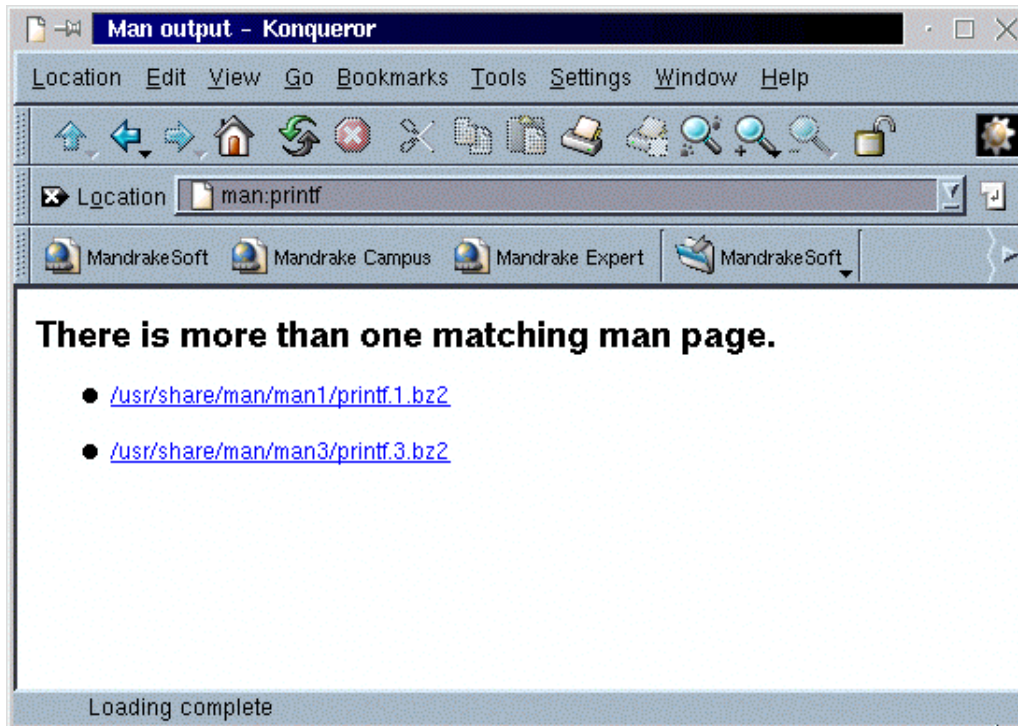 Man output - Konqueror
Location Edit View Go Bookmarks Tools Settings Window Help
Location man:printf
MandrakeSoft Mandrake Campus Mandrake Expert MandrakeSoft
There is more than one matching man page.
/usr/share/man/man1/printf.1.bz2
/usr/share/man/man3/printf.3.bz2
Loading complete